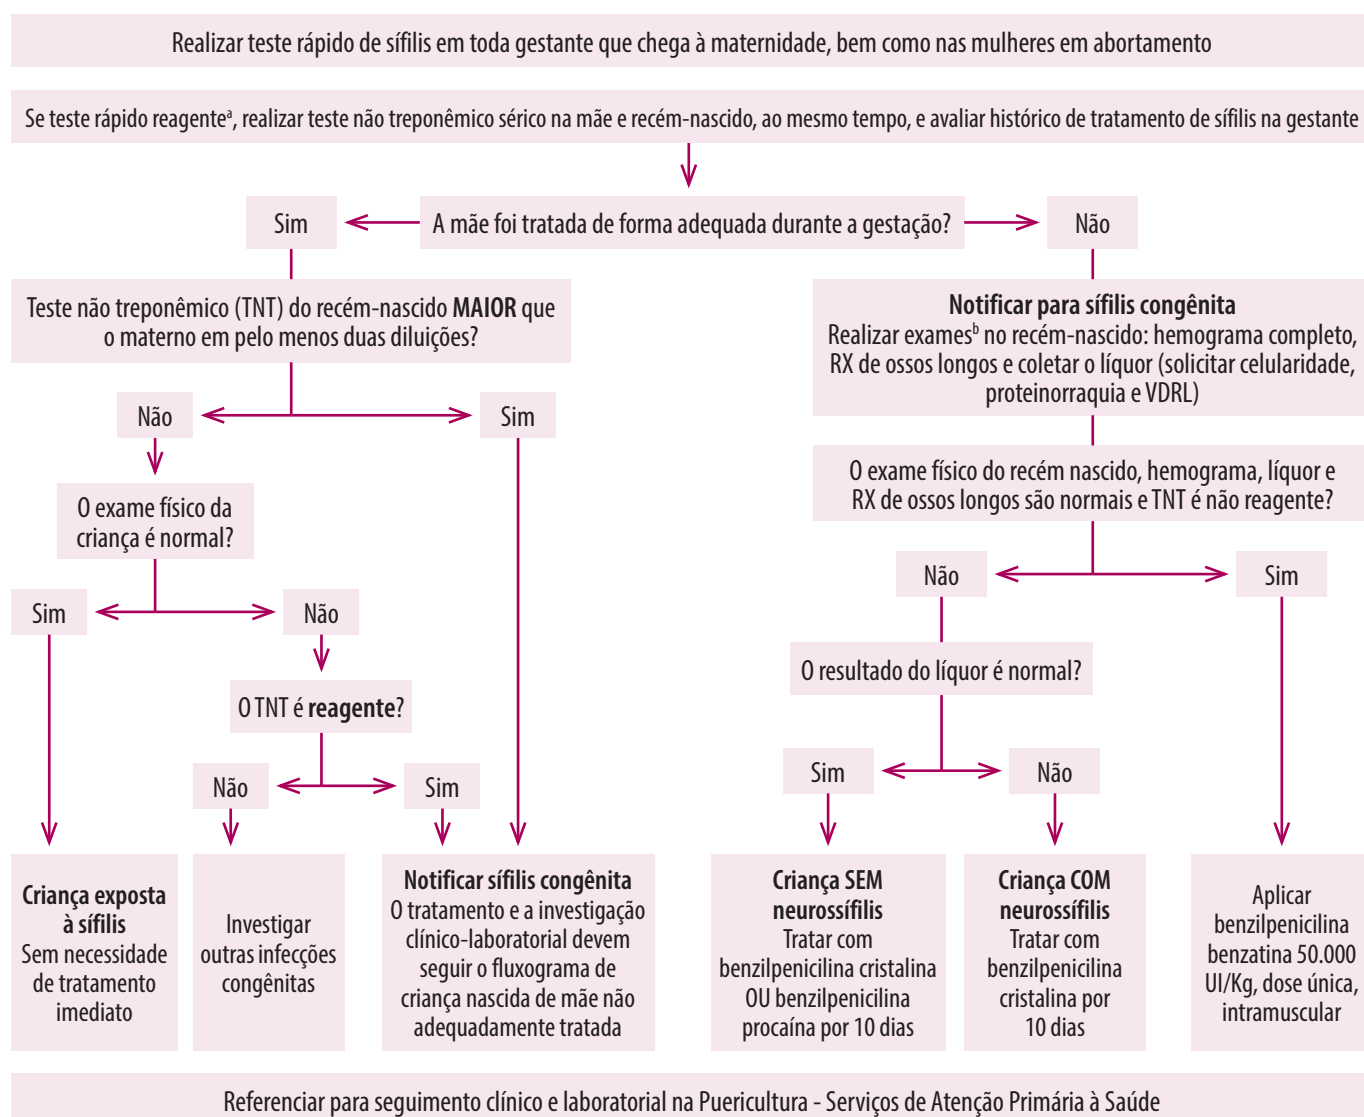 Realizar teste rápido de sífilis em toda gestante que chega à maternidade, bem como nas mulheres em abortamento
Se teste rápido reagenteª, realizar teste não treponêmico sérico na mãe e recém-nascido, ao mesmo tempo, e avaliar histórico de tratamento de sífilis na gestante
Sim
A mãe foi tratada de forma adequada durante a gestação?
Não
Teste não treponêmico (TNT) do recém-nascido MAIOR que
o materno em pelo menos duas diluições?
Não
Sim
O exame físico da
criança é normal?
Sim
Não
O TNT é reagente?
Não
Sim
Criança exposta
à sífilis
Sem necessidade
de tratamento
imediato
Investigar
outras infecções
congênitas
Notificar sífilis congênita
O tratamento e a investigação
clínico-laboratorial devem
seguir o fluxograma de
criança nascida de mãe não
adequadamente tratada
Notificar para sífilis congênita
Realizar examesᵇ no recém-nascido: hemograma completo,
RX de ossos longos e coletar o líquor (solicitar celularidade,
proteinorraquia e VDRL)
O exame físico do recém nascido, hemograma, líquor e
RX de ossos longos são normais e TNT é não reagente?
Não
Sim
O resultado do líquor é normal?
Sim
Não
Criança SEM
neurossífilis
Tratar com
benzilpenicilina cristalina
OU benzilpenicilina
procaína por 10 dias
Criança COM
neurossífilis
Tratar com
benzilpenicilina
cristalina por
10 dias
Aplicar
benzilpenicilina
benzatina 50.000
UI/Kg, dose única,
intramuscular
Referenciar para seguimento clínico e laboratorial na Puericultura - Serviços de Atenção Primária à Saúde